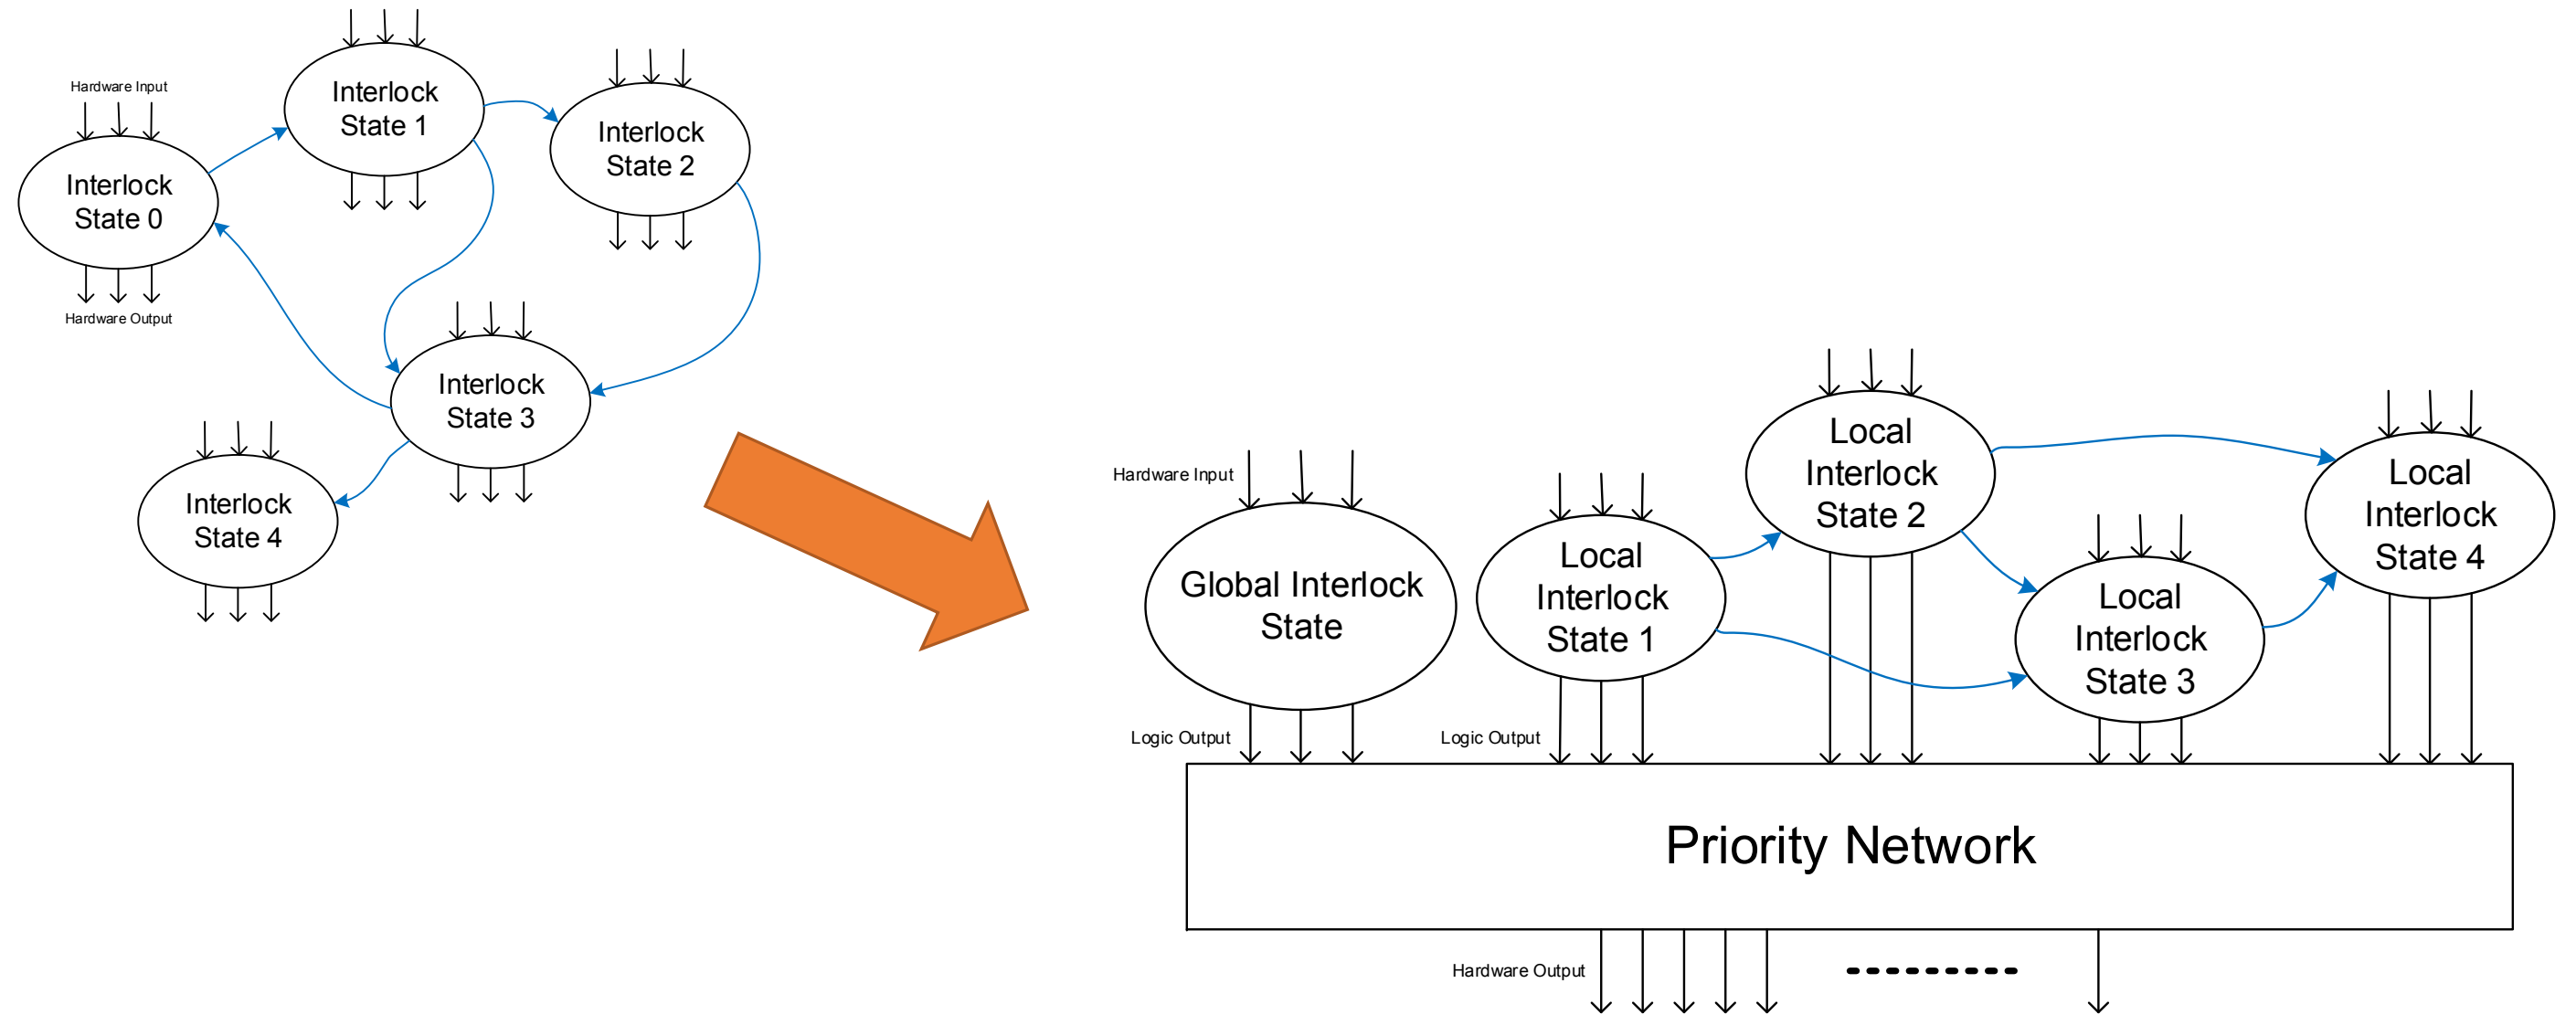 Hardware Input
Interlock
State 0
Hardware Output
Interlock
State 1
Interlock
State 2
Interlock
State 3
Interlock
State 4
Hardware Input
Global Interlock
State
Logic Output
Local
Interlock
State 1
Logic Output
Local
Interlock
State 2
Local
Interlock
State 3
Local
Interlock
State 4
Priority Network
Hardware Output